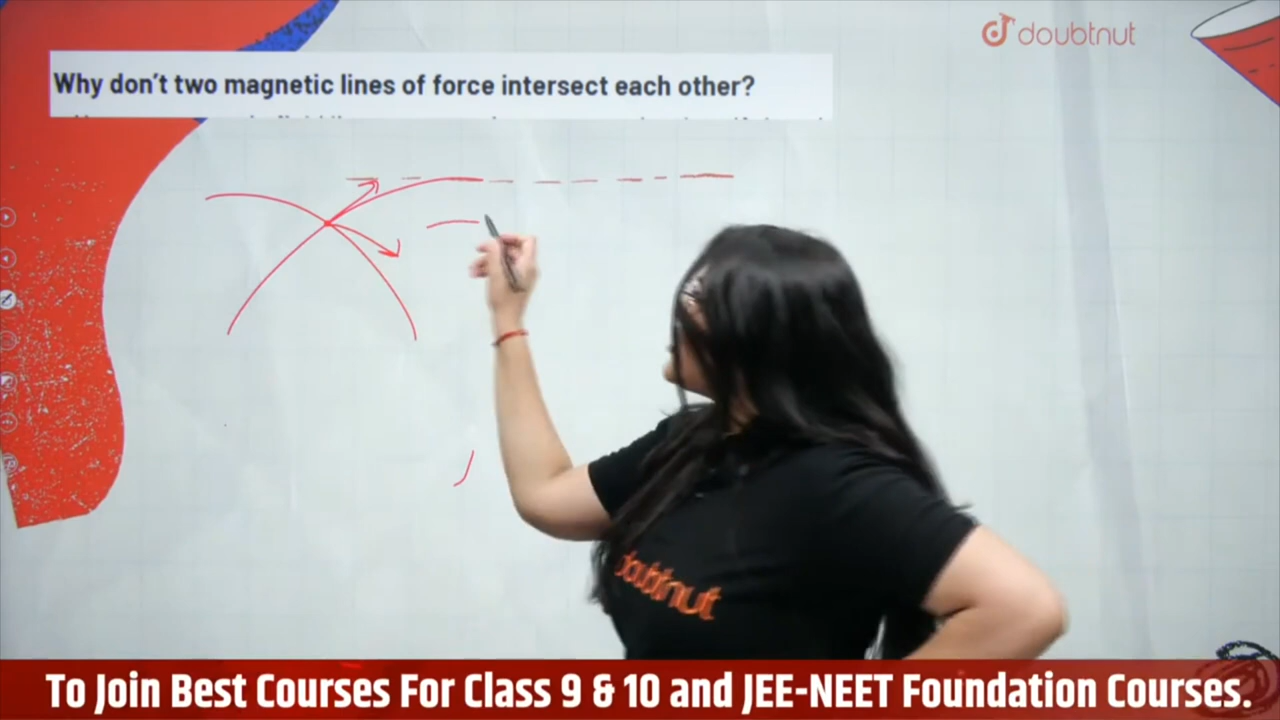 doubtnut
Why don't two magnetic lines of force intersect each other?
doubtnut
To Join Best Courses For Class 9 & 10 and JEE-NEET Foundation Courses.